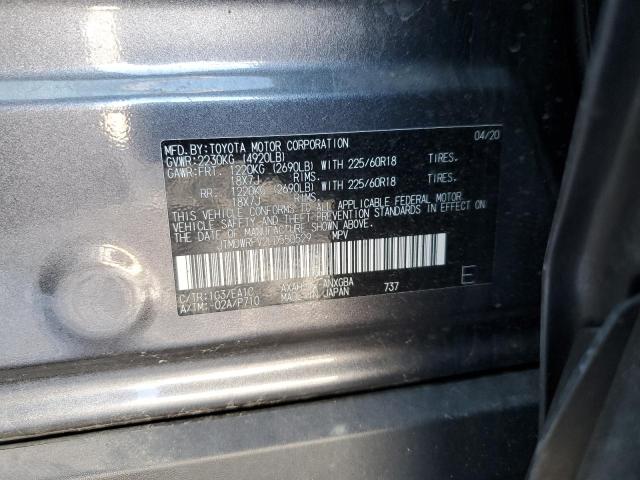 MFD.BY:TOYOTA MOTOR CORPORATION 04/20
GVWR:2230KG (4920LB)
GAWR:FRT. 1220KG (2690LB) WITH 225/60R18 TIRES.
18X7J RIMS.
RR. 1220KG (2690LB) WITH 225/60R18 TIRES.
18X7J RIMS.
THIS VEHICLE CONFORMS TO ALL APPLICABLE FEDERAL MOTOR
VEHICLE SAFETY AND THEFT PREVENTION STANDARDS IN EFFECT
ON THE DATE OF MANUFACTURE SHOWN ABOVE.
MPV
C/TR:1G3/EA10
A/TM:-02A/P710
MADE IN JAPAN
737
E